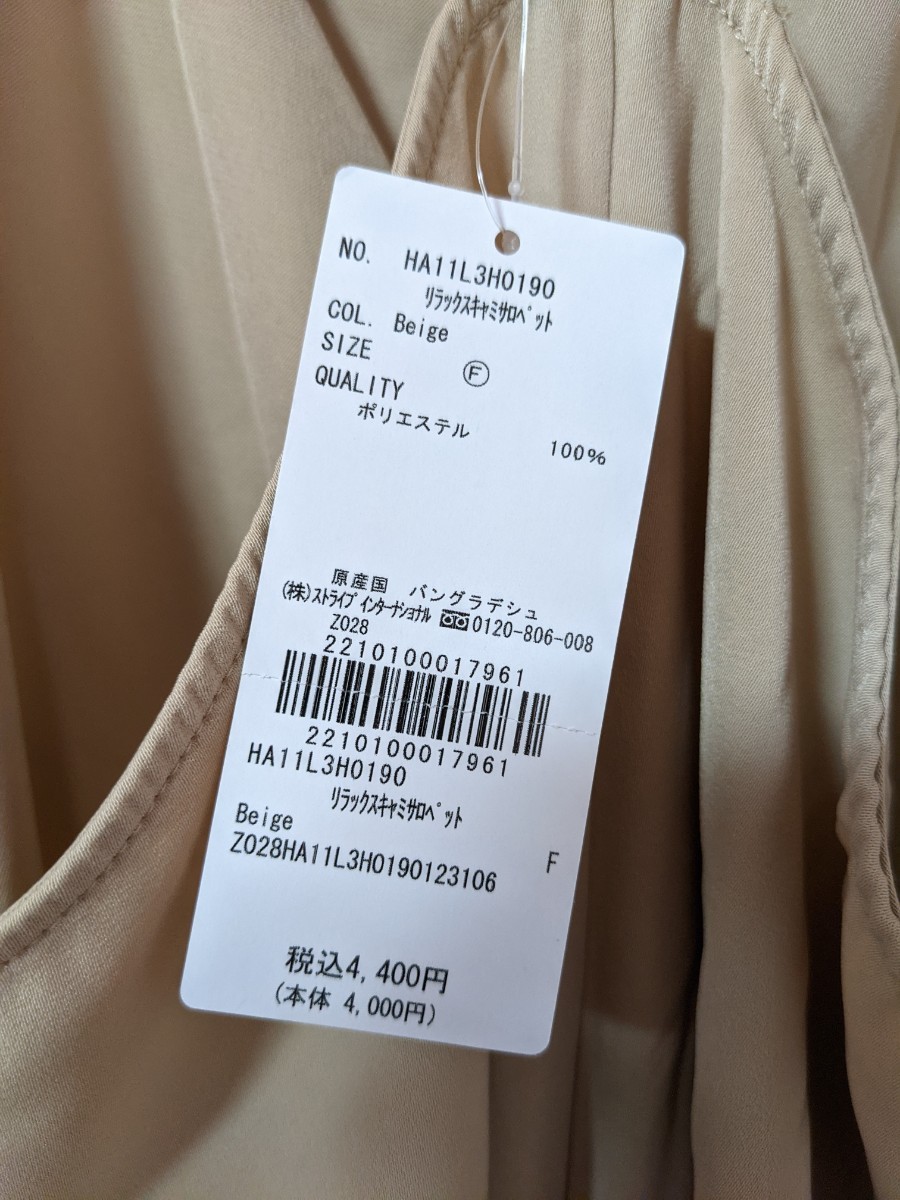 NO. HA11L3H0190
リラックスキャミサロペット
COL. Beige
SIZE Ⓕ
QUALITY
ポリエステル 100%
原産国 バングラデシュ
(株)ストライプインターナショナル 0120-806-008
Z028
2210100017961
2210100017961
HA11L3H0190
リラックスキャミサロペット
Beige F
Z028HA11L3H0190123106
税込4,400円
(本体 4,000円)